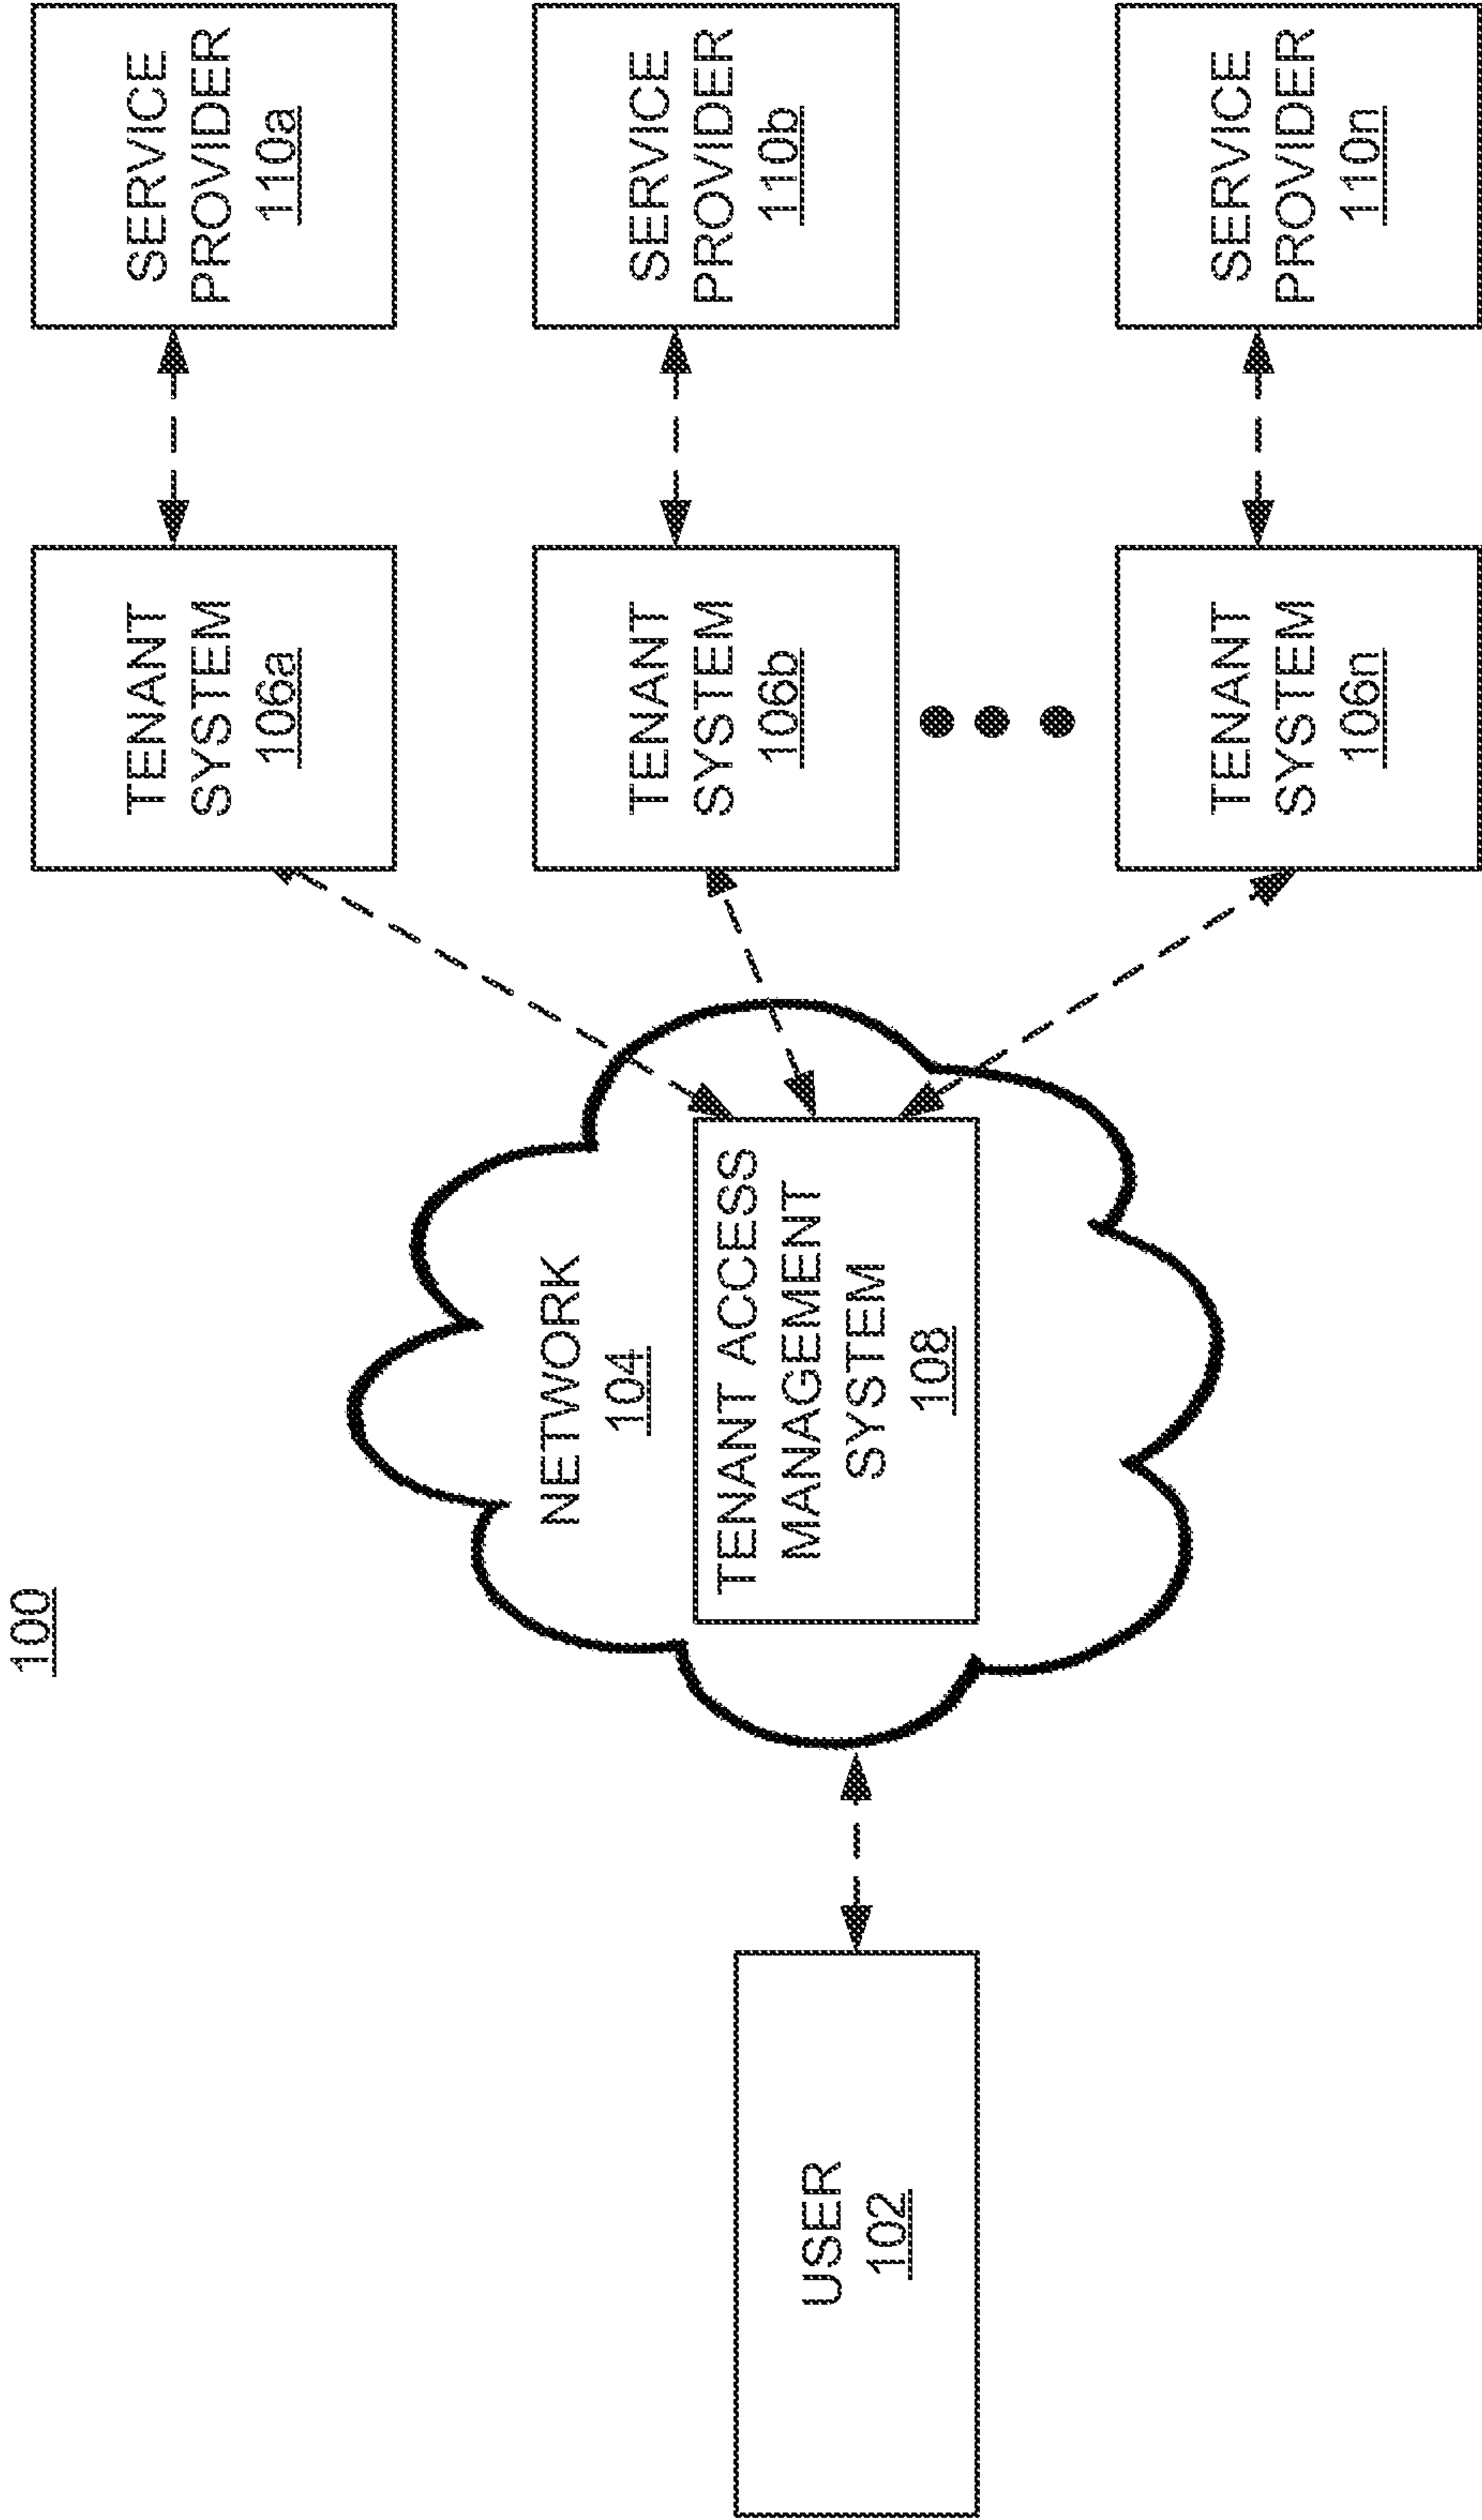 100
USER
102
NETWORK
104
TENANT ACCESS
MANAGEMENT
SYSTEM
108
TENANT
SYSTEM
106a
TENANT
SYSTEM
106b
TENANT
SYSTEM
106n
SERVICE
PROVIDER
110a
SERVICE
PROVIDER
110b
SERVICE
PROVIDER
110n